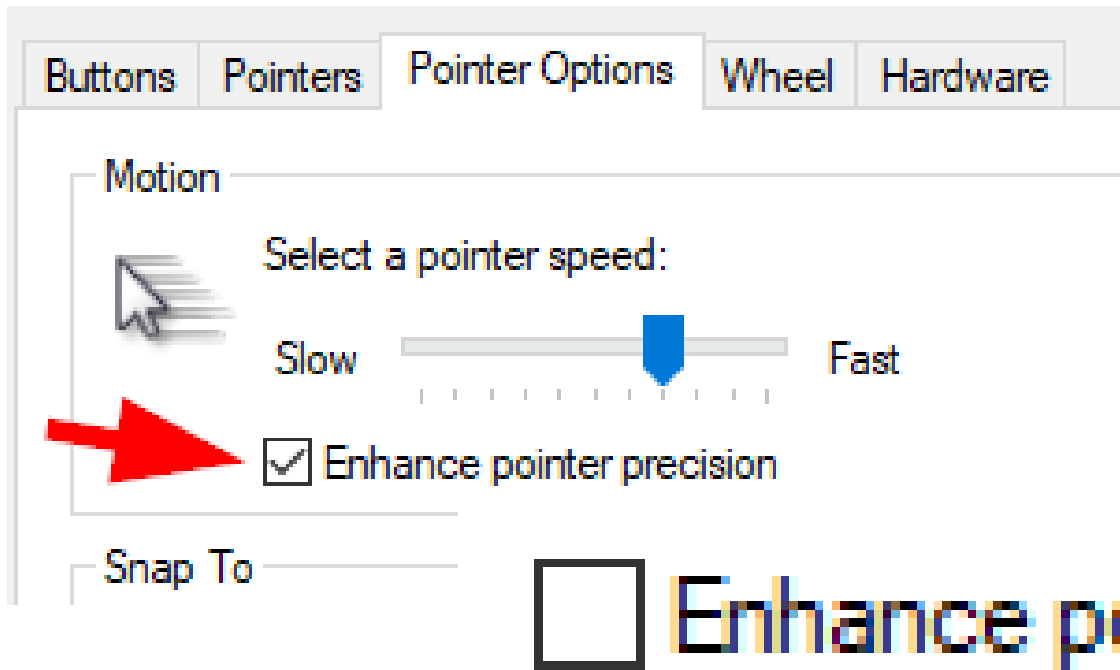 Buttons Pointers Pointer Options Wheel Hardware
Motion
Select a pointer speed:
Slow Fast
Enhance pointer precision
Snap To
Enhance